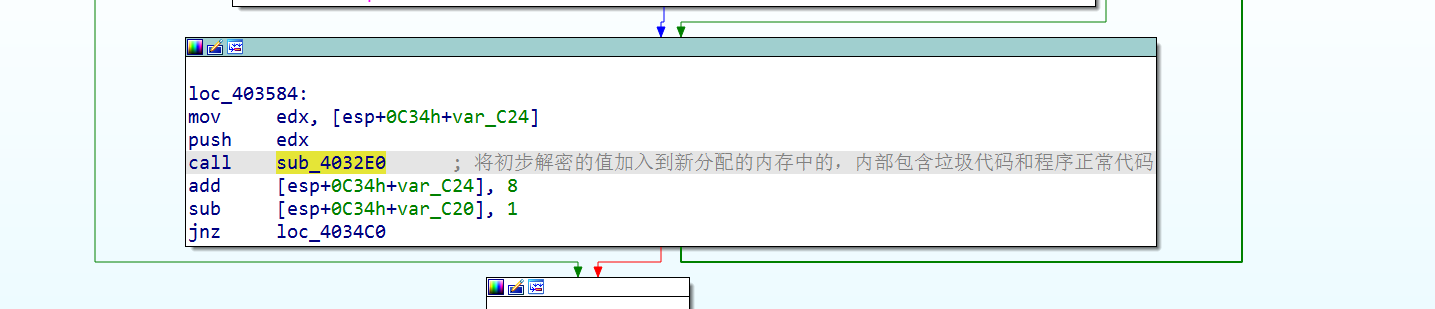 loc_403584:
mov edx, [esp+0C34h+var_C24]
push edx
call sub_4032E0 ; 将初步解密的值加入到新分配的内存中的，内部包含垃圾代码和程序正常代码
add [esp+0C34h+var_C24], 8
sub [esp+0C34h+var_C20], 1
jnz loc_4034C0